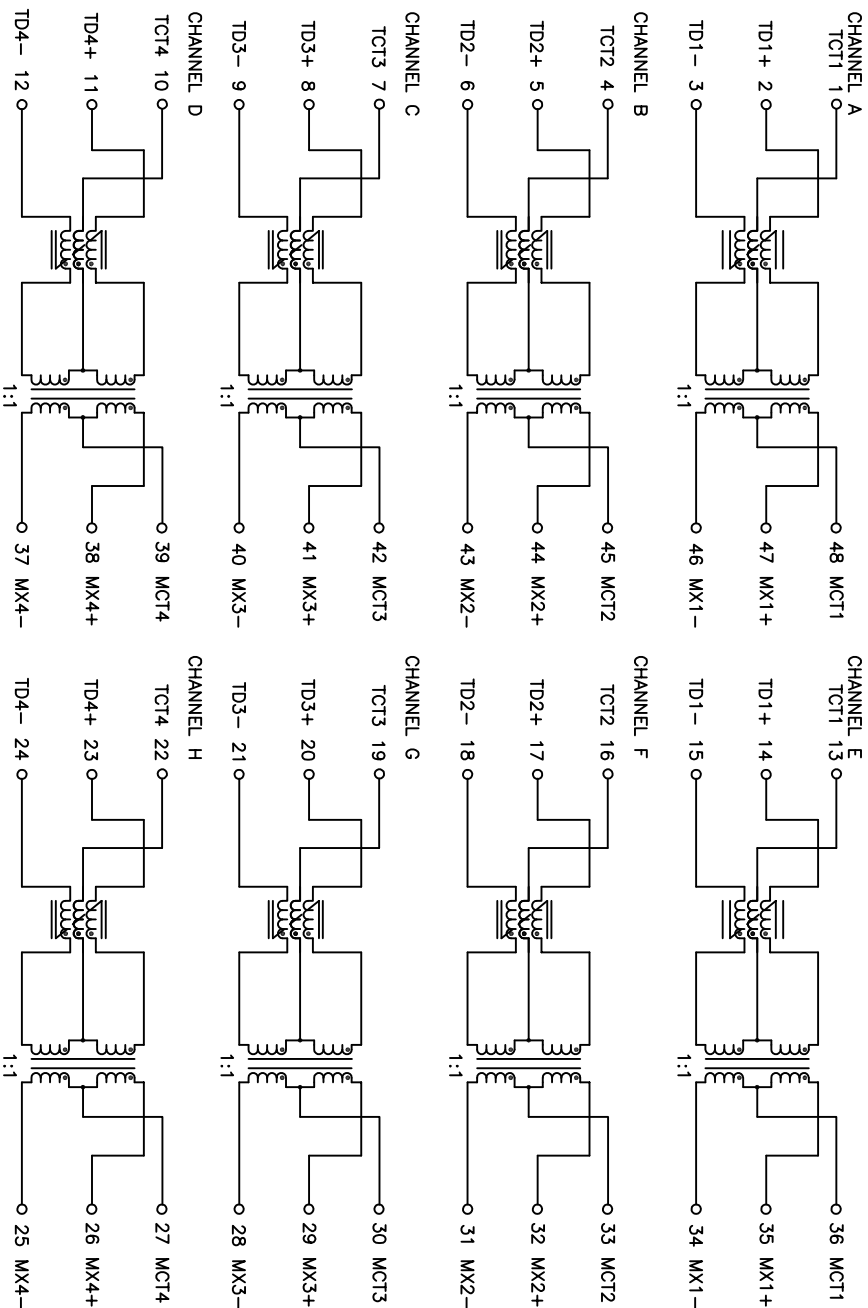 CHANNEL A
TCT1 1
TD1+ 2
TD1- 3
1:1
48 MCT1
47 MX1+
46 MX1-
CHANNEL B
TCT2 4
TD2+ 5
TD2- 6
1:1
45 MCT2
44 MX2+
43 MX2-
CHANNEL C
TCT3 7
TD3+ 8
TD3- 9
1:1
42 MCT3
41 MX3+
40 MX3-
CHANNEL D
TCT4 10
TD4+ 11
TD4- 12
1:1
39 MCT4
38 MX4+
37 MX4-
CHANNEL E
TCT1 13
TD1+ 14
TD1- 15
1:1
36 MCT1
35 MX1+
34 MX1-
CHANNEL F
TCT2 16
TD2+ 17
TD2- 18
1:1
33 MCT2
32 MX2+
31 MX2-
CHANNEL G
TCT3 19
TD3+ 20
TD3- 21
1:1
30 MCT3
29 MX3+
28 MX3-
CHANNEL H
TCT4 22
TD4+ 23
TD4- 24
1:1
27 MCT4
26 MX4+
25 MX4-